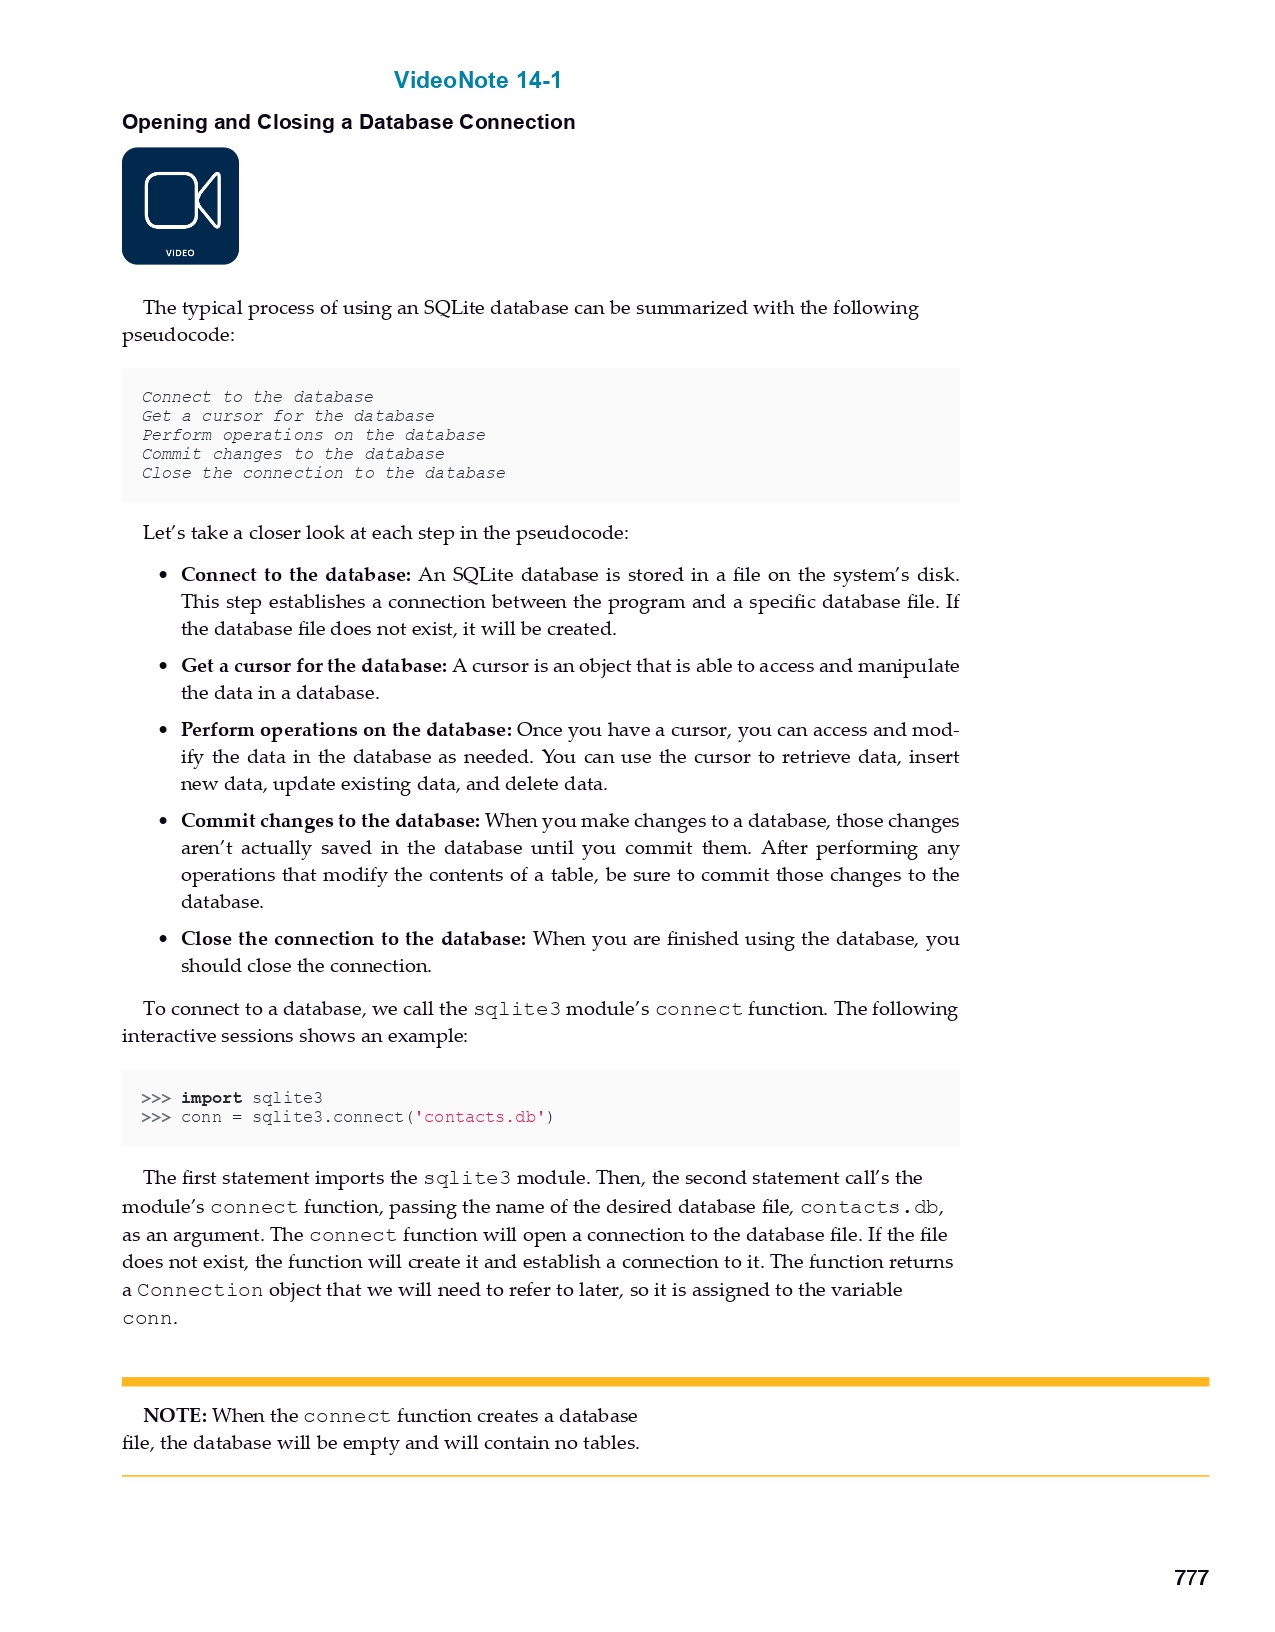 VideoNote 14-1
Opening and Closing a Database Connection
VIDEO
The typical process of using an SQLite database can be summarized with the following
pseudocode:
Connect to the database
Get a cursor for the database
Perform operations on the database
Commit changes to the database
Close the connection to the database
Let’s take a closer look at each step in the pseudocode:
• Connect to the database: An SQLite database is stored in a file on the system’s disk.
This step establishes a connection between the program and a specific database file. If
the database file does not exist, it will be created.
• Get a cursor for the database: A cursor is an object that is able to access and manipulate
the data in a database.
• Perform operations on the database: Once you have a cursor, you can access and mod-
ify the data in the database as needed. You can use the cursor to retrieve data, insert
new data, update existing data, and delete data.
• Commit changes to the database: When you make changes to a database, those changes
aren’t actually saved in the database until you commit them. After performing any
operations that modify the contents of a table, be sure to commit those changes to the
database.
• Close the connection to the database: When you are finished using the database, you
should close the connection.
To connect to a database, we call the sqlite3 module’s connect function. The following
interactive sessions shows an example:
>>> import sqlite3
>>> conn = sqlite3.connect('contacts.db')
The first statement imports the sqlite3 module. Then, the second statement call’s the
module’s connect function, passing the name of the desired database file, contacts.db,
as an argument. The connect function will open a connection to the database file. If the file
does not exist, the function will create it and establish a connection to it. The function returns
a Connection object that we will need to refer to later, so it is assigned to the variable
conn.
NOTE: When the connect function creates a database
file, the database will be empty and will contain no tables.
777